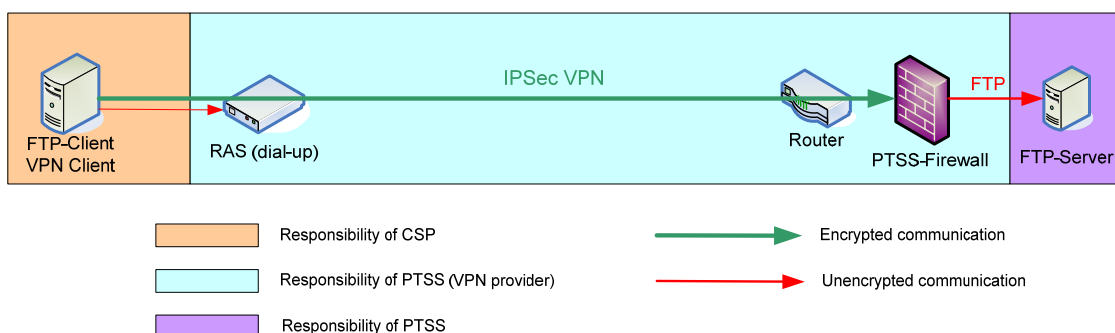 IPSec VPN
FTP
FTP-Client
VPN Client
RAS (dial-up)
Router
PTSS-Firewall
FTP-Server
Responsibility of CSP
Encrypted communication
Responsibility of PTSS (VPN provider)
Unencrypted communication
Responsibility of PTSS